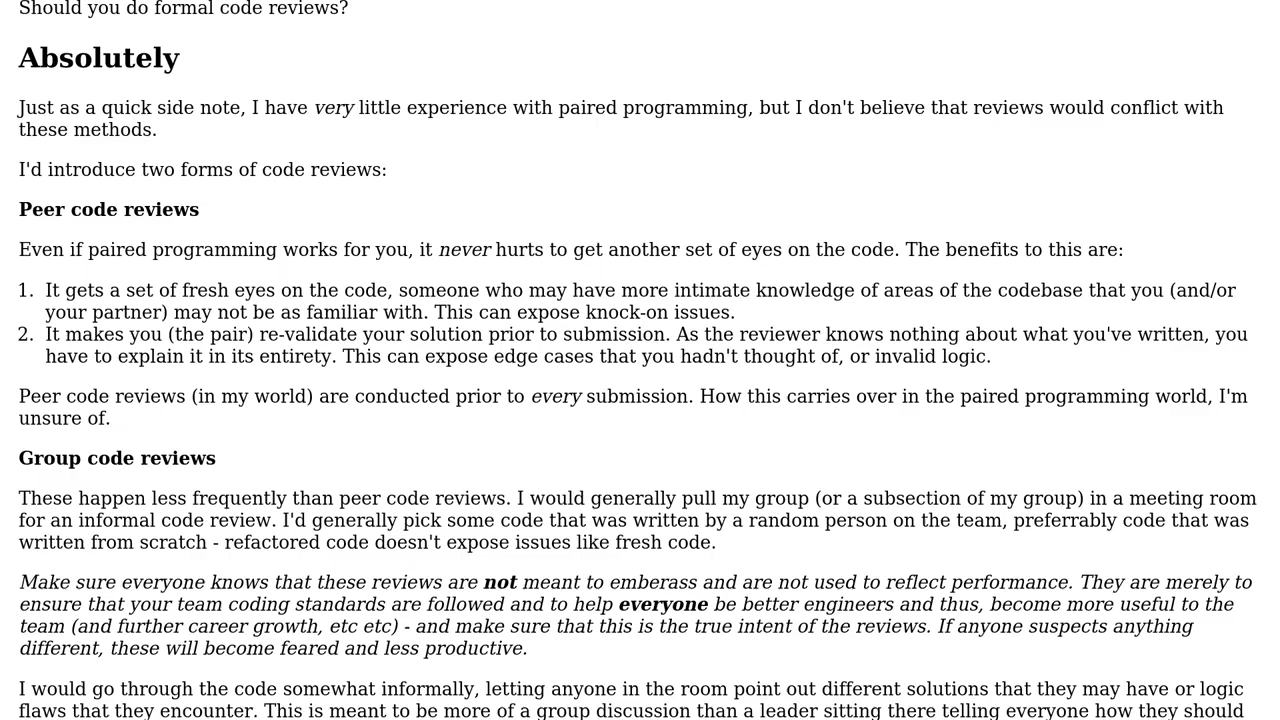 Should you do formal code reviews?
Absolutely
Just as a quick side note, I have very little experience with paired programming, but I don't believe that reviews would conflict with
these methods.
I'd introduce two forms of code reviews:
Peer code reviews
Even if paired programming works for you, it never hurts to get another set of eyes on the code. The benefits to this are:
1. It gets a set of fresh eyes on the code, someone who may have more intimate knowledge of areas of the codebase that you (and/or
your partner) may not be as familiar with. This can expose knock-on issues.
2. It makes you (the pair) re-validate your solution prior to submission. As the reviewer knows nothing about what you've written, you
have to explain it in its entirety. This can expose edge cases that you hadn't thought of, or invalid logic.
Peer code reviews (in my world) are conducted prior to every submission. How this carries over in the paired programming world, I'm
unsure of.
Group code reviews
These happen less frequently than peer code reviews. I would generally pull my group (or a subsection of my group) in a meeting room
for an informal code review. I'd generally pick some code that was written by a random person on the team, preferrably code that was
written from scratch - refactored code doesn't expose issues like fresh code.
Make sure everyone knows that these reviews are not meant to emberass and are not used to reflect performance. They are merely to
ensure that your team coding standards are followed and to help everyone be better engineers and thus, become more useful to the
team (and further career growth, etc etc) - and make sure that this is the true intent of the reviews. If anyone suspects anything
different, these will become feared and less productive.
I would go through the code somewhat informally, letting anyone in the room point out different solutions that they may have or logic
flaws that they encounter. This is meant to be more of a group discussion than a leader sitting there telling everyone how they should